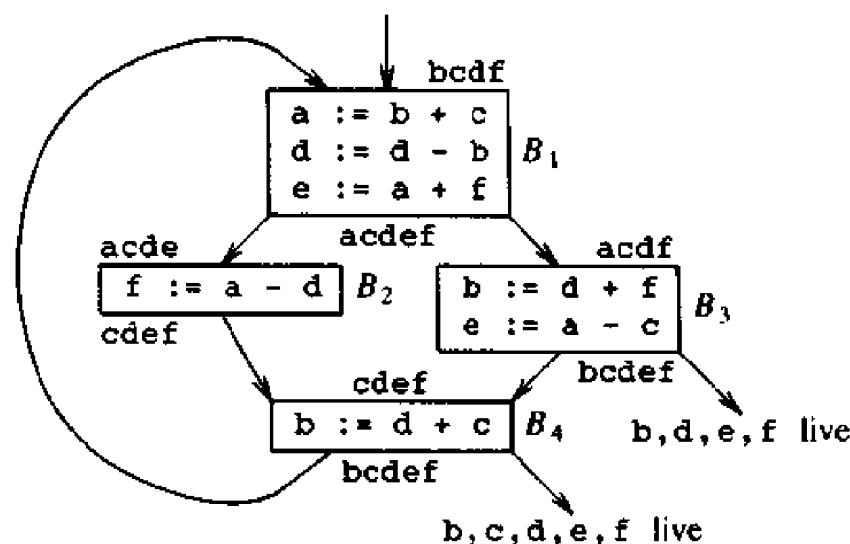 bcdf
a := b + c
d := d - b
e := a + f
B₁
acdef
acde
f := a - d
B₂
cdef
acdf
b := d + f
e := a - c
B₃
bcdef
b,d,e,f live
cdef
b := d + c
B₄
bcdef
b,c,d,e,f live